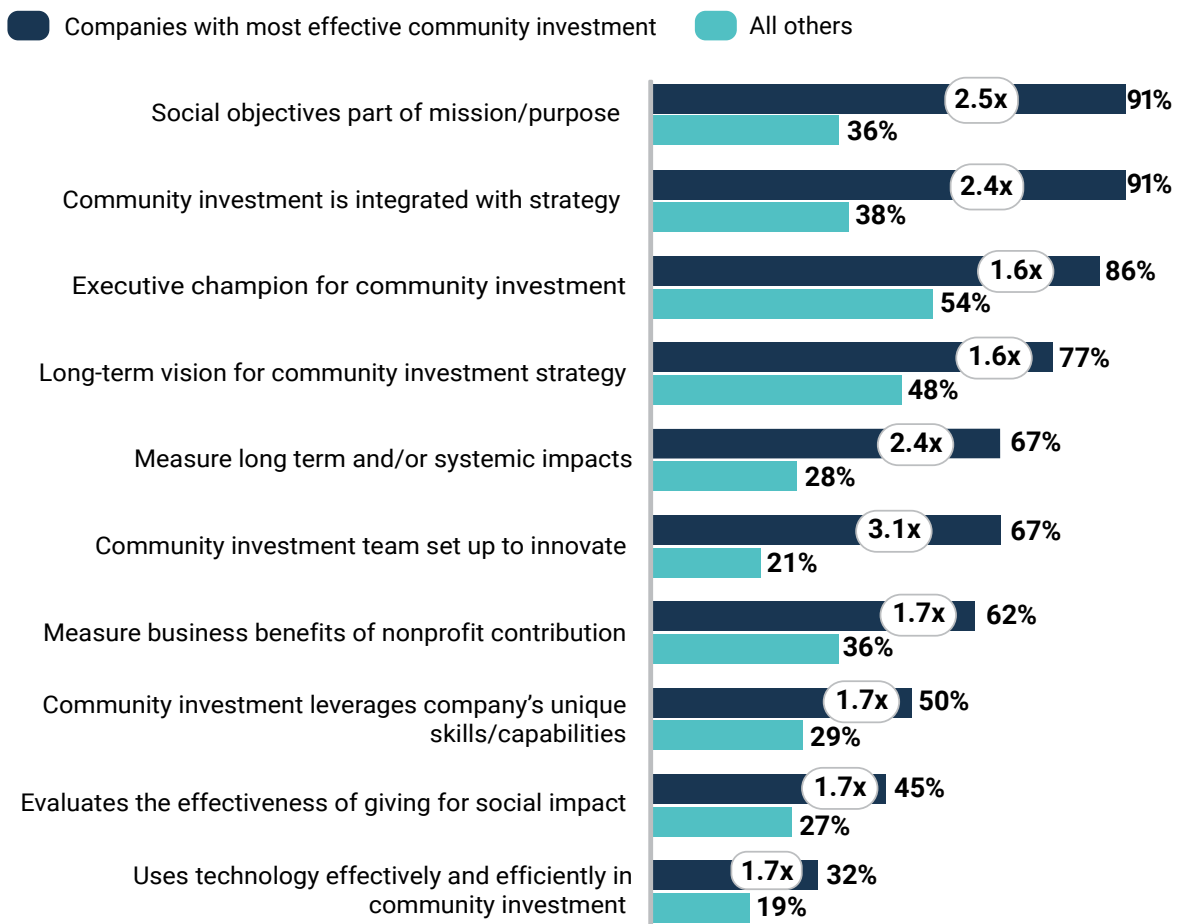 Companies with most effective community investment All others
Social objectives part of mission/purpose 2.5x 91%
36%
Community investment is integrated with strategy 2.4x 91%
38%
Executive champion for community investment 1.6x 86%
54%
Long-term vision for community investment strategy 1.6x 77%
48%
Measure long term and/or systemic impacts 2.4x 67%
28%
Community investment team set up to innovate 3.1x 67%
21%
Measure business benefits of nonprofit contribution 1.7x 62%
36%
Community investment leverages company’s unique 1.7x 50%
skills/capabilities 29%
Evaluates the effectiveness of giving for social impact 1.7x 45%
27%
Uses technology effectively and efficiently in 1.7x 32%
community investment 19%